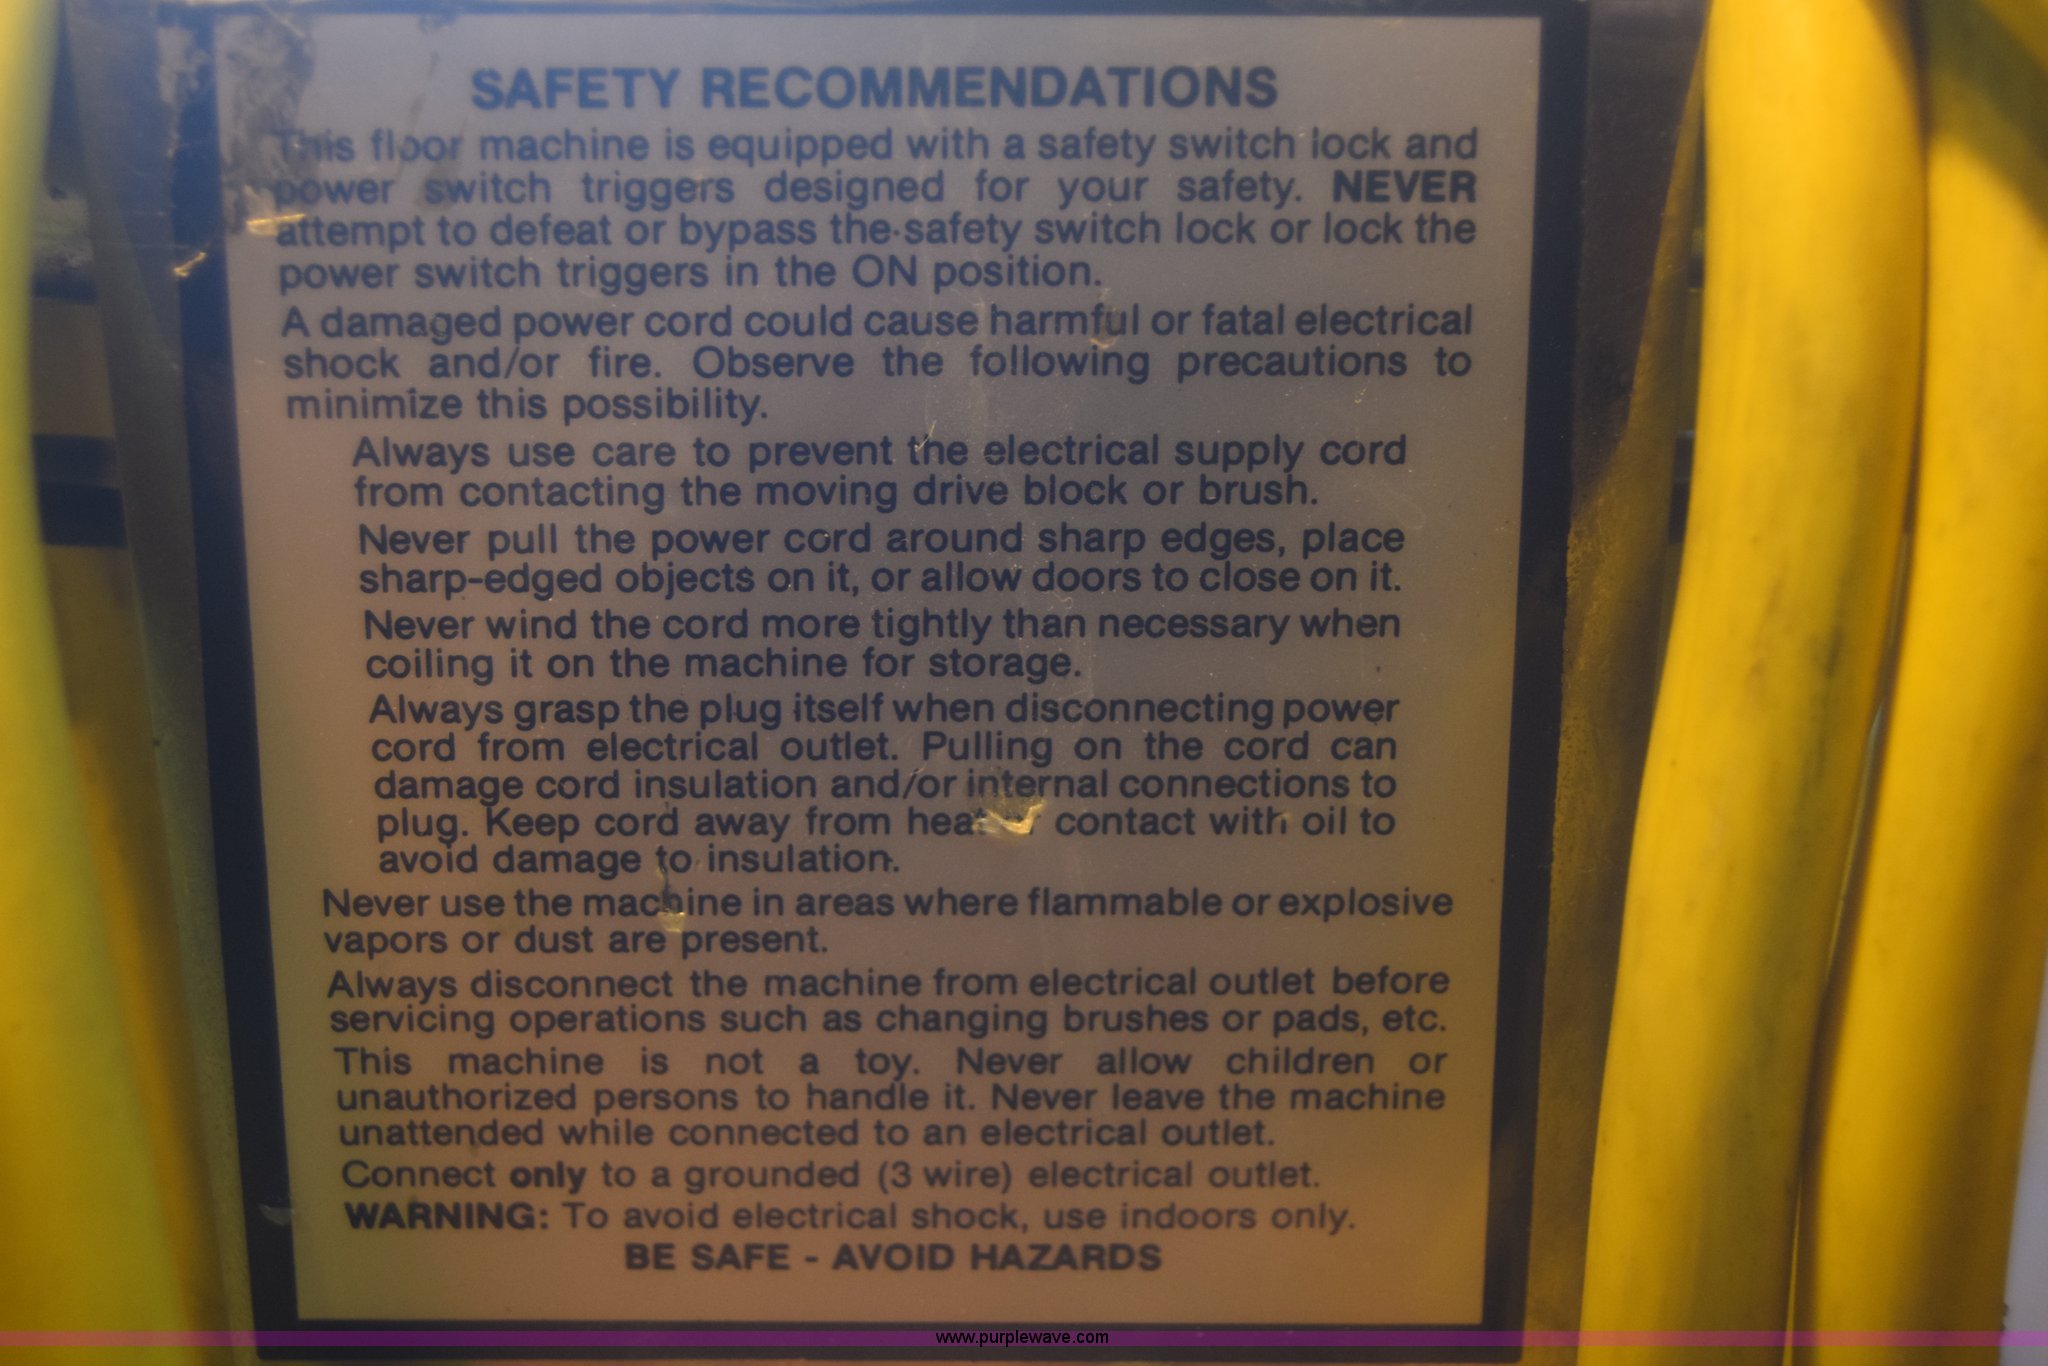 SAFETY RECOMMENDATIONS
This floor machine is equipped with a safety switch lock and
power switch triggers designed for your safety. NEVER
attempt to defeat or bypass the safety switch lock or lock the
power switch triggers in the ON position.
A damaged power cord could cause harmful or fatal electrical
shock and/or fire. Observe the following precautions to
minimize this possibility.
Always use care to prevent the electrical supply cord
from contacting the moving drive block or brush.
Never pull the power cord around sharp edges, place
sharp-edged objects on it, or allow doors to close on it.
Never wind the cord more tightly than necessary when
coiling it on the machine for storage.
Always grasp the plug itself when disconnecting power
cord from electrical outlet. Pulling on the cord can
damage cord insulation and/or internal connections to
plug. Keep cord away from heat or contact with oil to
avoid damage to insulation.
Never use the machine in areas where flammable or explosive
vapors or dust are present.
Always disconnect the machine from electrical outlet before
servicing operations such as changing brushes or pads, etc.
This machine is not a toy. Never allow children or
unauthorized persons to handle it. Never leave the machine
unattended while connected to an electrical outlet.
Connect only to a grounded (3 wire) electrical outlet.
WARNING: To avoid electrical shock, use indoors only.
BE SAFE - AVOID HAZARDS
www.purplewave.com